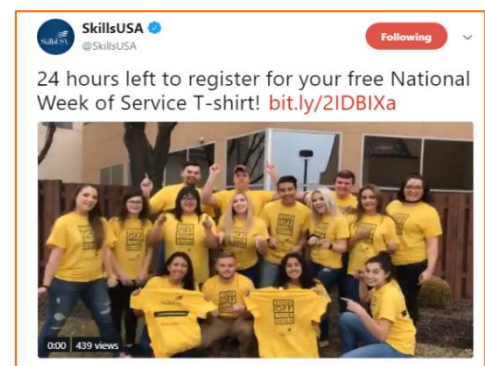 SkillsUSA
@SkillsUSA
Following
24 hours left to register for your free National
Week of Service T-shirt! bit.ly/2IDBIXa
0:00 439 views